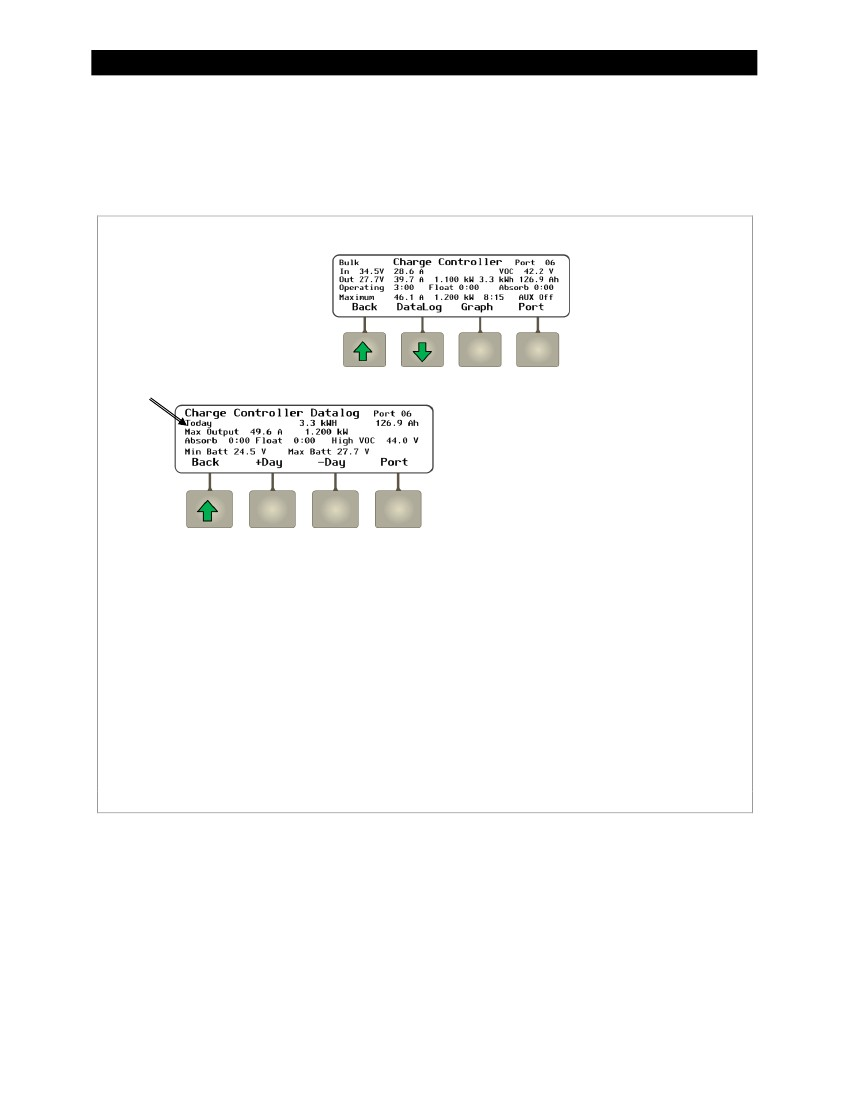 Bulk Charge Controller Port 06
In 34.5V 28.6 A VOC 42.2 V
Out 27.7V 39.7 A 1.100 kW 3.3 kWh 126.9 Ah
Operating 3:00 Float 0:00 Absorb 0:00
Maximum 46.1 A 1.200 kW 8:15 AUX Off
Back DataLog Graph Port
Charge Controller Datalog Port 06
Today 3.3 kWH 126.9 Ah
Max Output 49.6 A 1.200 kW
Absorb 0:00 Float 0:00 High VOC 44.0 V
Min Batt 24.5 V Max Batt 27.7 V
Back +Day -Day Port